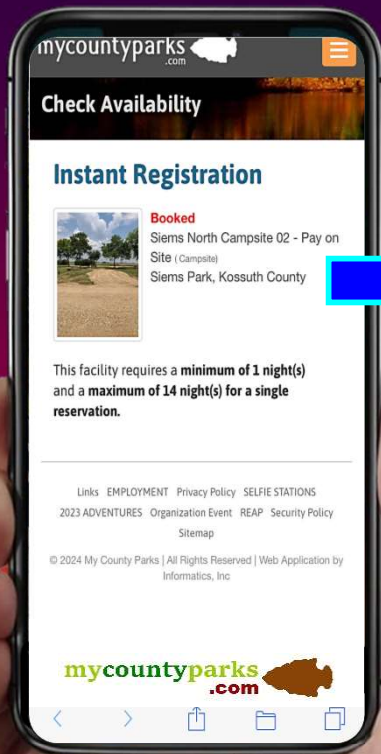 mycountyparks
.com
Check Availability
Instant Registration
Booked
Siems North Campsite 02 - Pay on
Site (Campsite)
Siems Park, Kossuth County
This facility requires a minimum of 1 night(s)
and a maximum of 14 night(s) for a single
reservation.
Links EMPLOYMENT Privacy Policy SELFIE STATIONS
2023 ADVENTURES Organization Event REAP Security Policy
Sitemap
© 2024 My County Parks | All Rights Reserved | Web Application by
Informatics, Inc
mycountyparks
.com